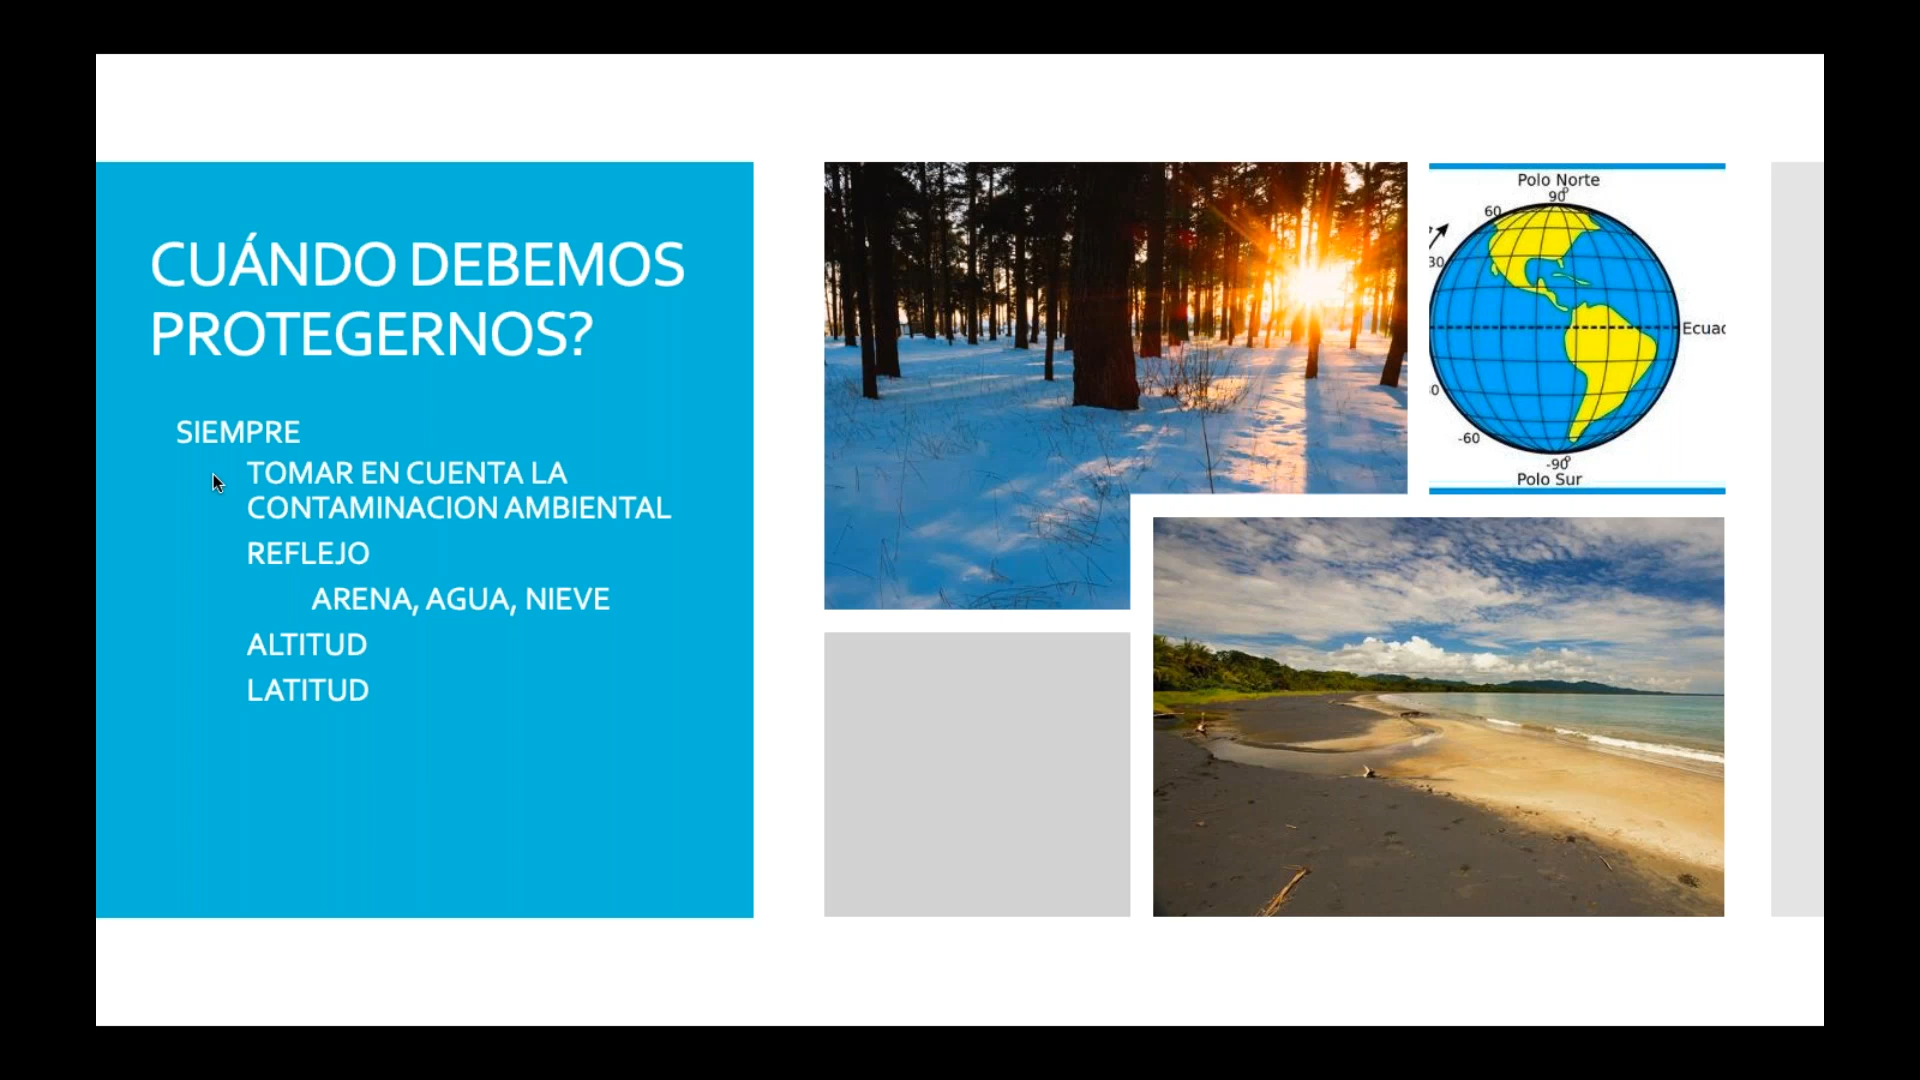 CUÁNDO DEBEMOS
PROTEGERNOS?
SIEMPRE
TOMAR EN CUENTA LA
CONTAMINACION AMBIENTAL
REFLEJO
ARENA, AGUA, NIEVE
ALTITUD
LATITUD
Polo Norte
90°
60
30
Ecuac
0
-60
-90°
Polo Sur